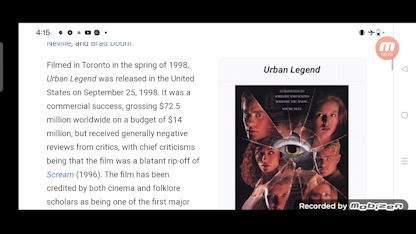 4:15
Neville, and Brad Dourif.
Filmed in Toronto in the spring of 1998,
Urban Legend was released in the United
States on September 25, 1998. It was a
commercial success, grossing $72.5
million worldwide on a budget of $14
million, but received generally negative
reviews from critics, with chief criticisms
being that the film was a blatant rip-off of
Scream (1996). The film has been
credited by both cinema and folklore
scholars as being one of the first major
Urban Legend
Recorded by Mobizen